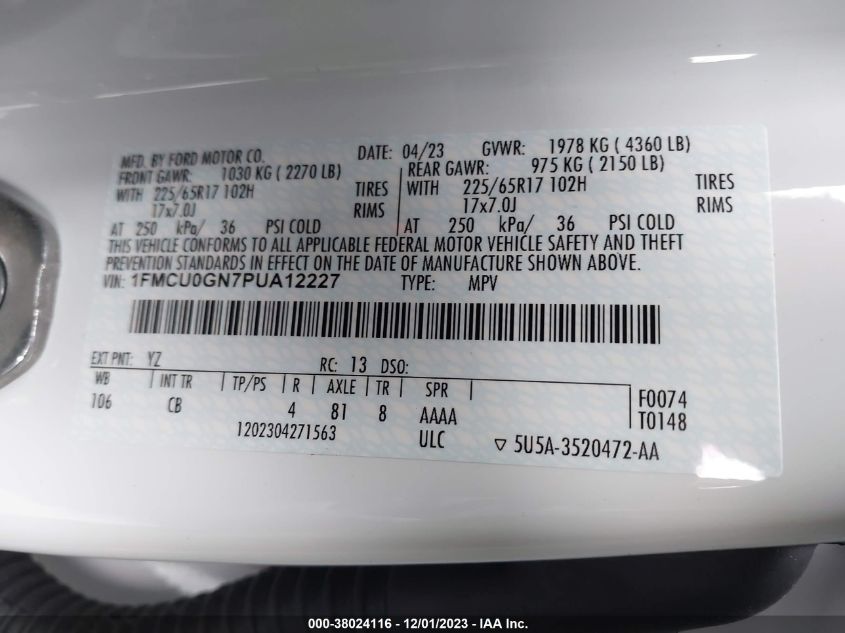 MFD. BY FORD MOTOR CO. DATE: 04/23 GVWR: 1978 KG ( 4360 LB)
FRONT GAWR: 1030 KG ( 2270 LB) REAR GAWR: 975 KG ( 2150 LB)
WITH 225/65R17 102H TIRES WITH 225/65R17 102H TIRES
17x7.0J RIMS 17x7.0J RIMS
AT 250 kPa/ 36 PSI COLD AT 250 kPa/ 36 PSI COLD
THIS VEHICLE CONFORMS TO ALL APPLICABLE FEDERAL MOTOR VEHICLE SAFETY AND THEFT
PREVENTION STANDARDS IN EFFECT ON THE DATE OF MANUFACTURE SHOWN ABOVE.
VIN: 1FMCU0GN7PUA12227 TYPE: MPV
EXT PNT: YZ RC: 13 DSO:
WB INT TR TP/PS R AXLE TR SPR F0074
106 CB 4 81 8 AAAA T0148
1202304271563 ULC ▽ 5U5A-3520472-AA
000-38024116 - 12/01/2023 - IAA Inc.